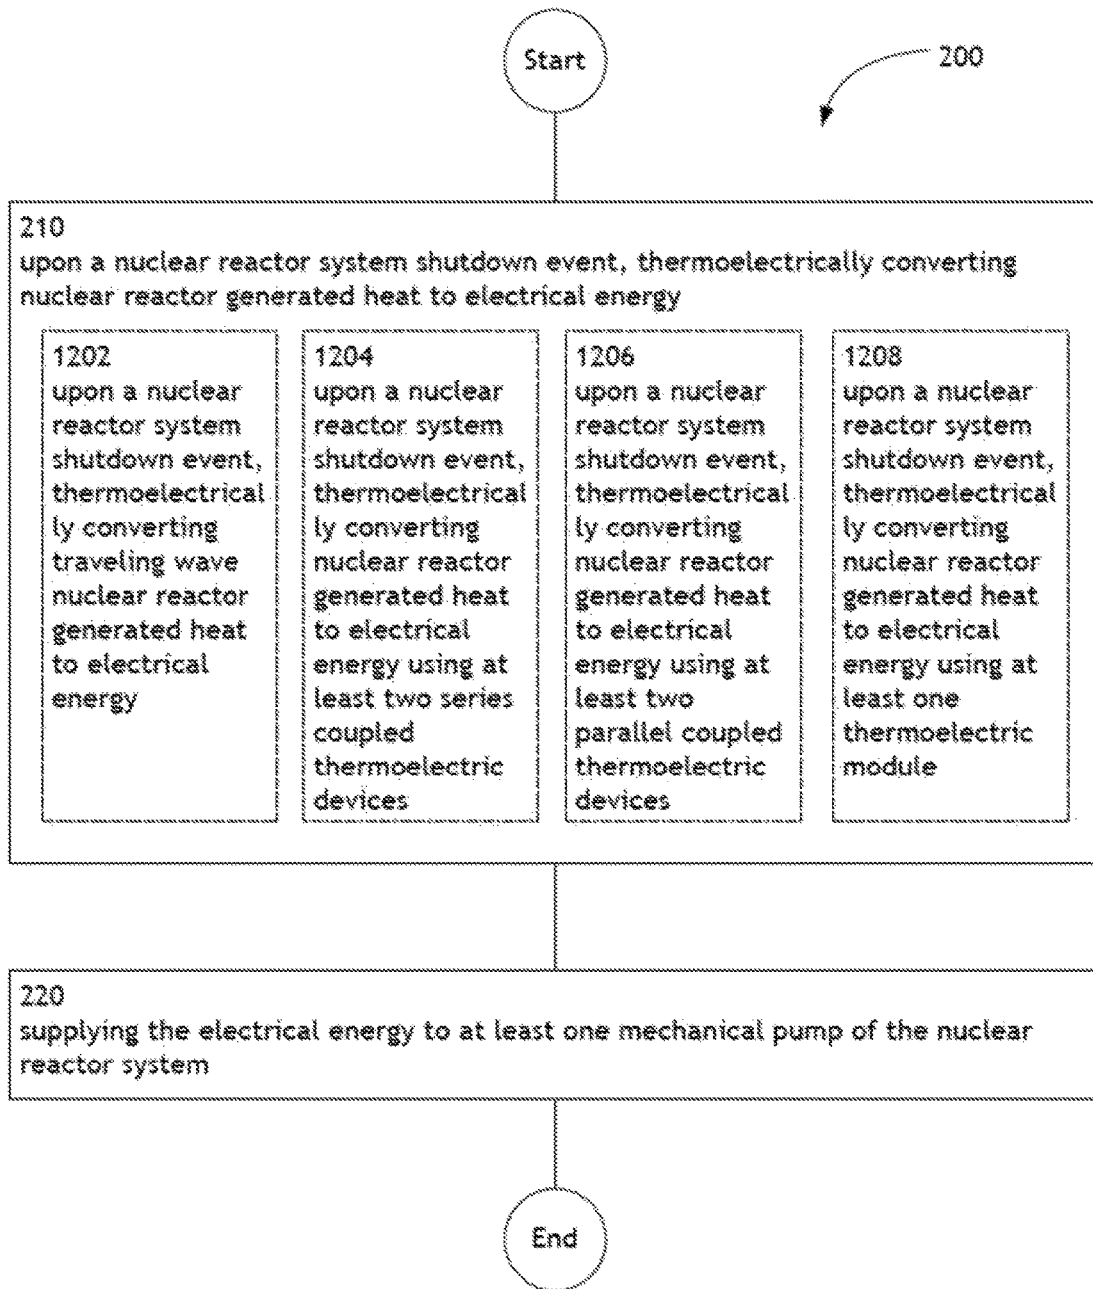 Start
200
210
upon a nuclear reactor system shutdown event, thermoelectrically converting
nuclear reactor generated heat to electrical energy
1202
upon a nuclear
reactor system
shutdown event,
thermoelectrical
ly converting
traveling wave
nuclear reactor
generated heat
to electrical
energy
1204
upon a nuclear
reactor system
shutdown event,
thermoelectrical
ly converting
nuclear reactor
generated heat
to electrical
energy using at
least two series
coupled
thermoelectric
devices
1206
upon a nuclear
reactor system
shutdown event,
thermoelectrical
ly converting
nuclear reactor
generated heat
to electrical
energy using at
least two
parallel coupled
thermoelectric
devices
1208
upon a nuclear
reactor system
shutdown event,
thermoelectrical
ly converting
nuclear reactor
generated heat
to electrical
energy using at
least one
thermoelectric
module
220
supplying the electrical energy to at least one mechanical pump of the nuclear
reactor system
End